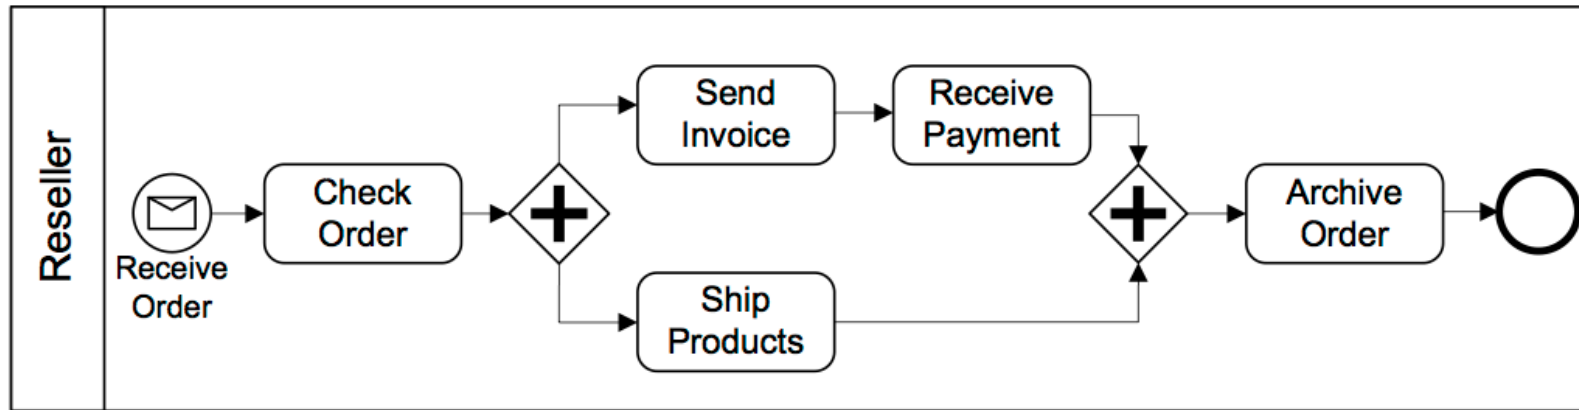 Reseller
Receive
Order
Check
Order
Send
Invoice
Receive
Payment
Ship
Products
Archive
Order